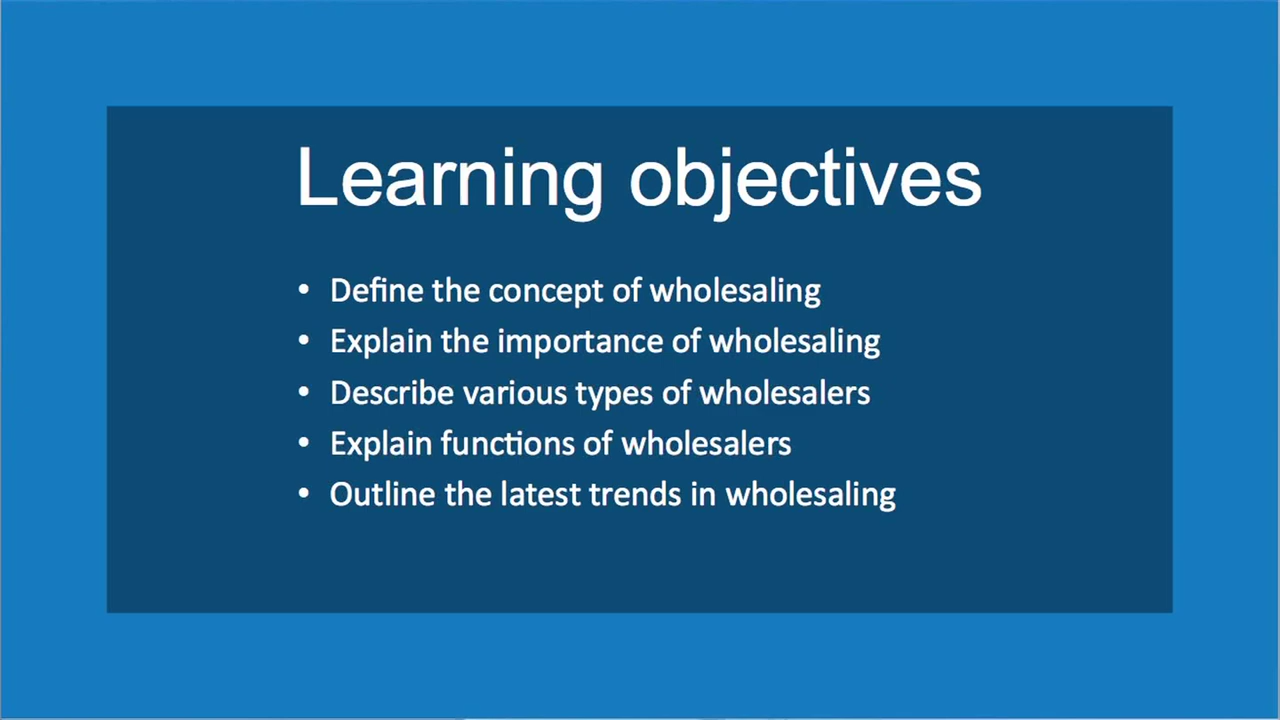 Learning objectives
• Define the concept of wholesaling
• Explain the importance of wholesaling
• Describe various types of wholesalers
• Explain functions of wholesalers
• Outline the latest trends in wholesaling